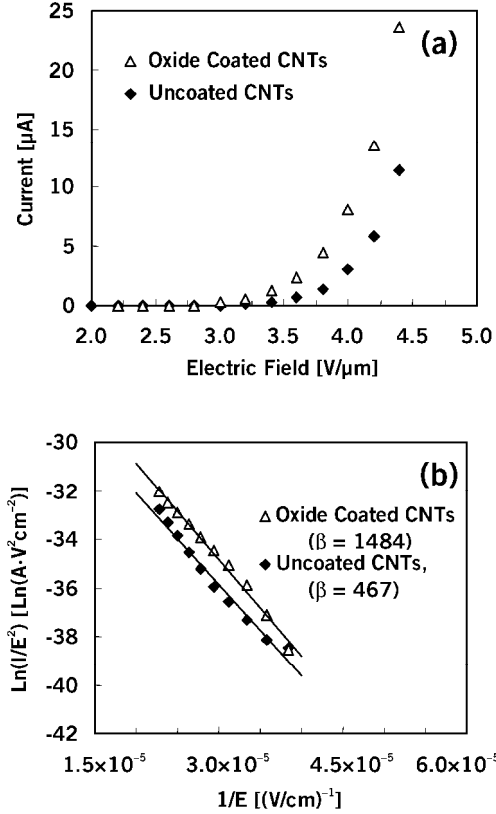 25
20
15
10
5
0
Current [µA]
(a)
△ Oxide Coated CNTs
◆ Uncoated CNTs
2.0 2.5 3.0 3.5 4.0 4.5 5.0
Electric Field [V/µm]
-30
-32
-34
-36
-38
-40
-42
Ln(I/E²) [Ln(A·V²cm⁻²)]
(b)
△ Oxide Coated CNTs
(β = 1484)
◆ Uncoated CNTs,
(β = 467)
1.5×10⁻⁵ 3.0×10⁻⁵ 4.5×10⁻⁵ 6.0×10⁻⁵
1/E [(V/cm)⁻¹]